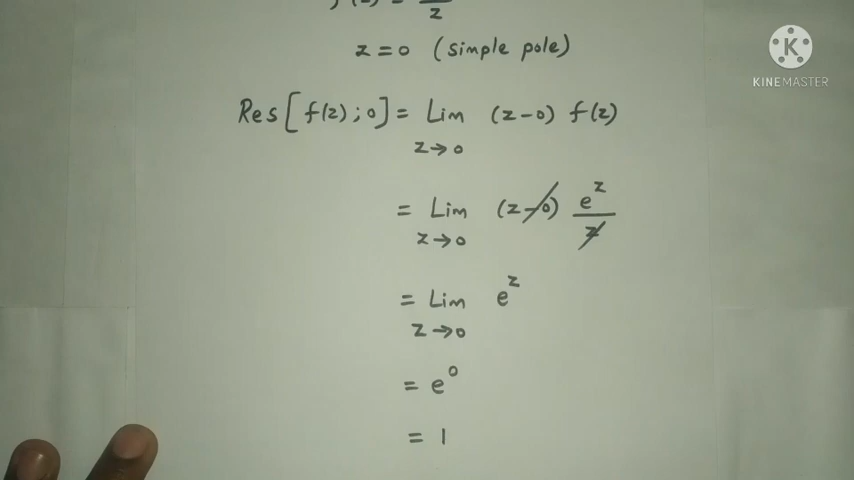 z
z = 0 (simple pole)
K
KINEMASTER
Res [f(z) ; 0] = Lim (z - 0) f(z)
z → 0
= Lim (z - 0) e^z / z
z → 0
= Lim e^z
z → 0
= e^0
= 1